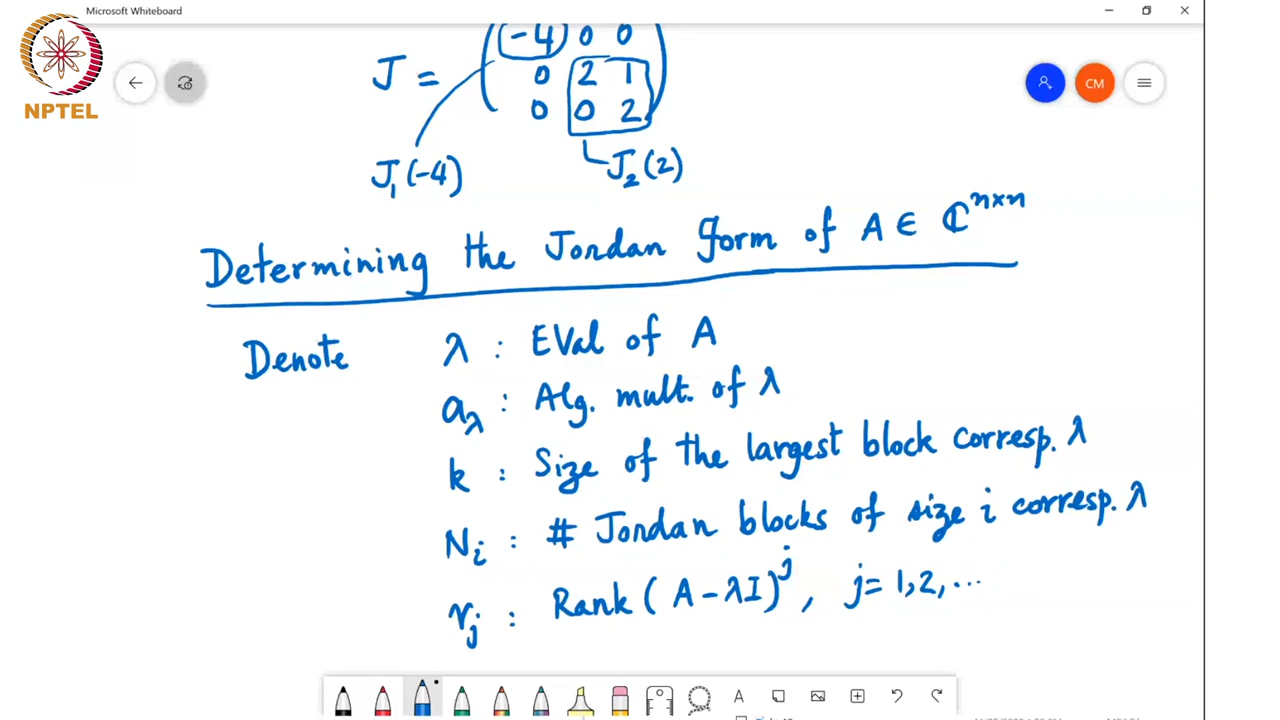 Microsoft Whiteboard
NPTEL
CM
-4 0 0
J = 0 2 1
0 0 2
J₁(-4) J₂(2)
Determining the Jordan form of A ∈ ℂⁿˣⁿ
Denote λ : EVal of A
a_λ : Alg. mult. of λ
k : Size of the largest block corresp. λ
N_i : # Jordan blocks of size i corresp. λ
r_j : Rank (A - λI)^j, j = 1, 2, ...
A